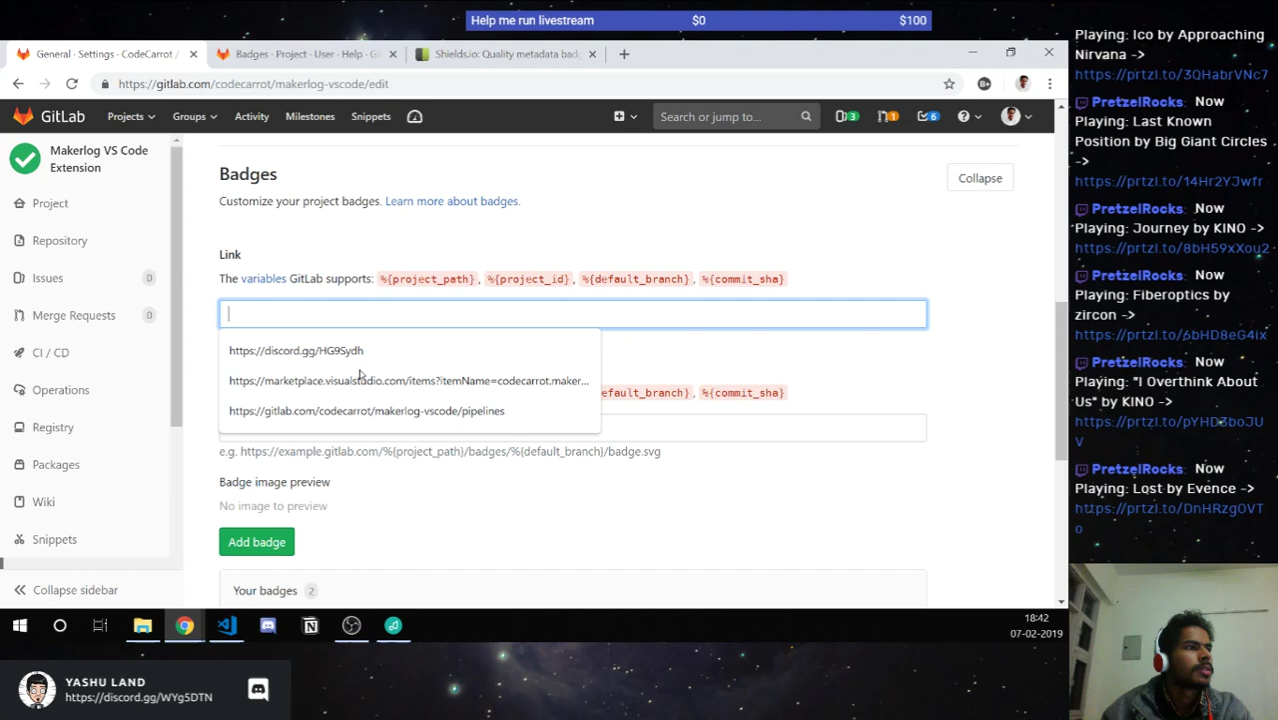 Help me run livestream $0 $100
General · Settings · CodeCarrot /
Badges · Project · User · Help · G
Shields.io: Quality metadata bad
https://gitlab.com/codecarrot/makerlog-vscode/edit
GitLab Projects Groups Activity Milestones Snippets Search or jump to... 3 1 6
Makerlog VS Code
Extension
Project
Repository
Issues 0
Merge Requests 0
CI / CD
Operations
Registry
Packages
Wiki
Snippets
Collapse sidebar
Badges
Collapse
Customize your project badges. Learn more about badges.
Link
The variables GitLab supports: %{project_path} , %{project_id} , %{default_branch} , %{commit_sha}
https://discord.gg/HG9Sydh
https://marketplace.visualstudio.com/items?itemName=codecarrot.maker...
https://gitlab.com/codecarrot/makerlog-vscode/pipelines
efault_branch} , %{commit_sha}
e.g. https://example.gitlab.com/%{project_path}/badges/%{default_branch}/badge.svg
Badge image preview
No image to preview
Add badge
Your badges 2
18:42
07-02-2019
YASHU LAND
https://discord.gg/WYg5DTN
Playing: Ico by Approaching
Nirvana ->
https://prtzl.to/3QHabrVNc7
PretzelRocks: Now
Playing: Last Known
Position by Big Giant Circles
->
https://prtzl.to/14Hr2YJwfr
PretzelRocks: Now
Playing: Journey by KINO ->
https://prtzl.to/8bH59xXou2
PretzelRocks: Now
Playing: Fiberoptics by
zircon ->
https://prtzl.to/6bHD8eG4ix
PretzelRocks: Now
Playing: "I Overthink About
Us" by KINO ->
https://prtzl.to/pYHD3boJU
V
PretzelRocks: Now
Playing: Lost by Evence ->
https://prtzl.to/DnHRzgOVT
o